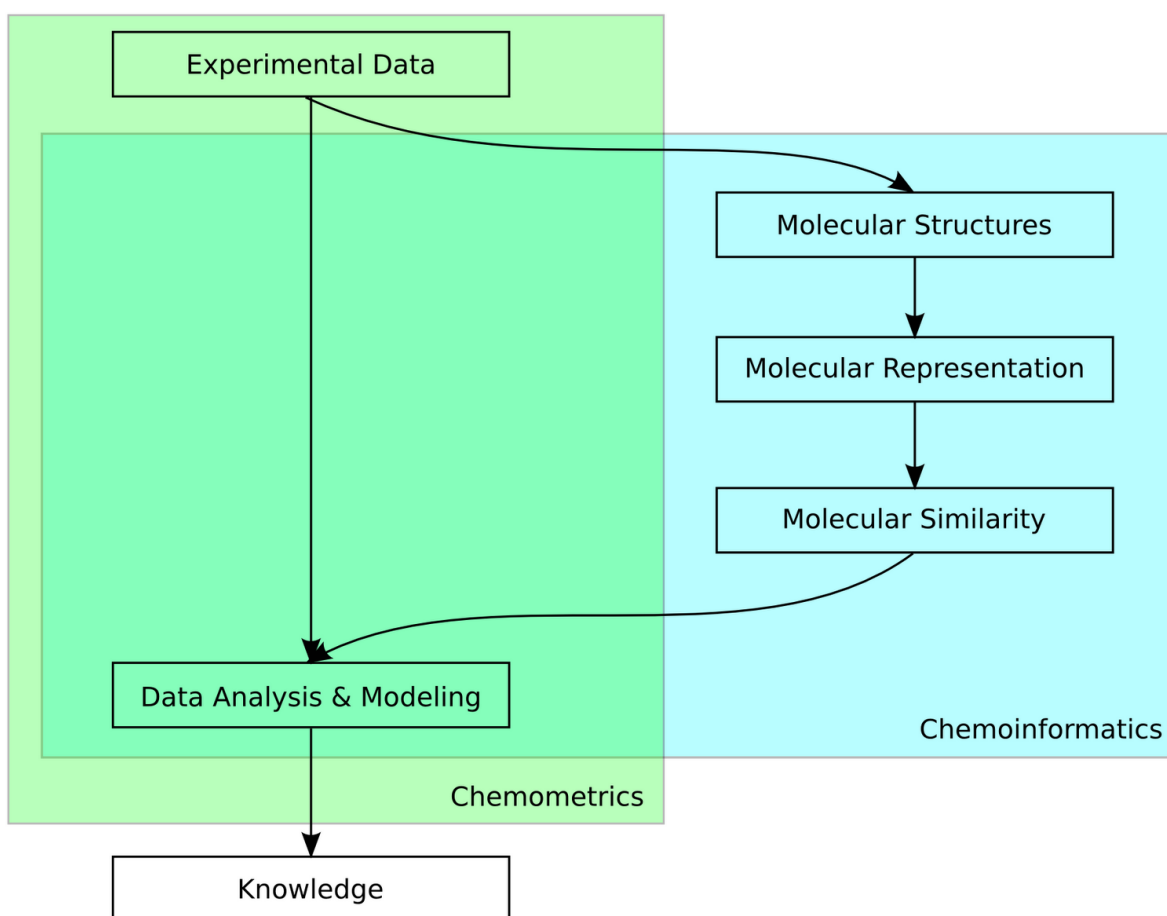 Experimental Data
Molecular Structures
Molecular Representation
Molecular Similarity
Data Analysis & Modeling
Chemoinformatics
Chemometrics
Knowledge